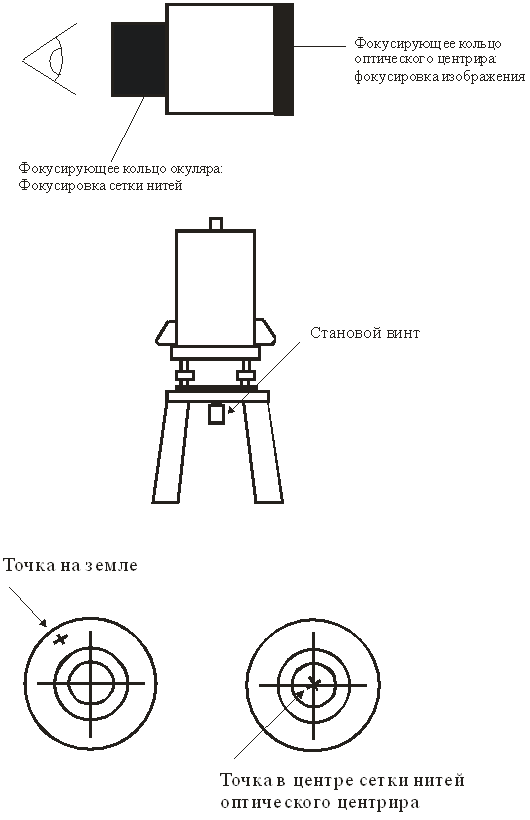 Фокусирующее кольцо
оптического центрира:
фокусировка изображения
Фокусирующее кольцо окуляра:
Фокусировка сетки нитей
Становой винт
Точка на земле
Точка в центре сетки нитей
оптического центрира